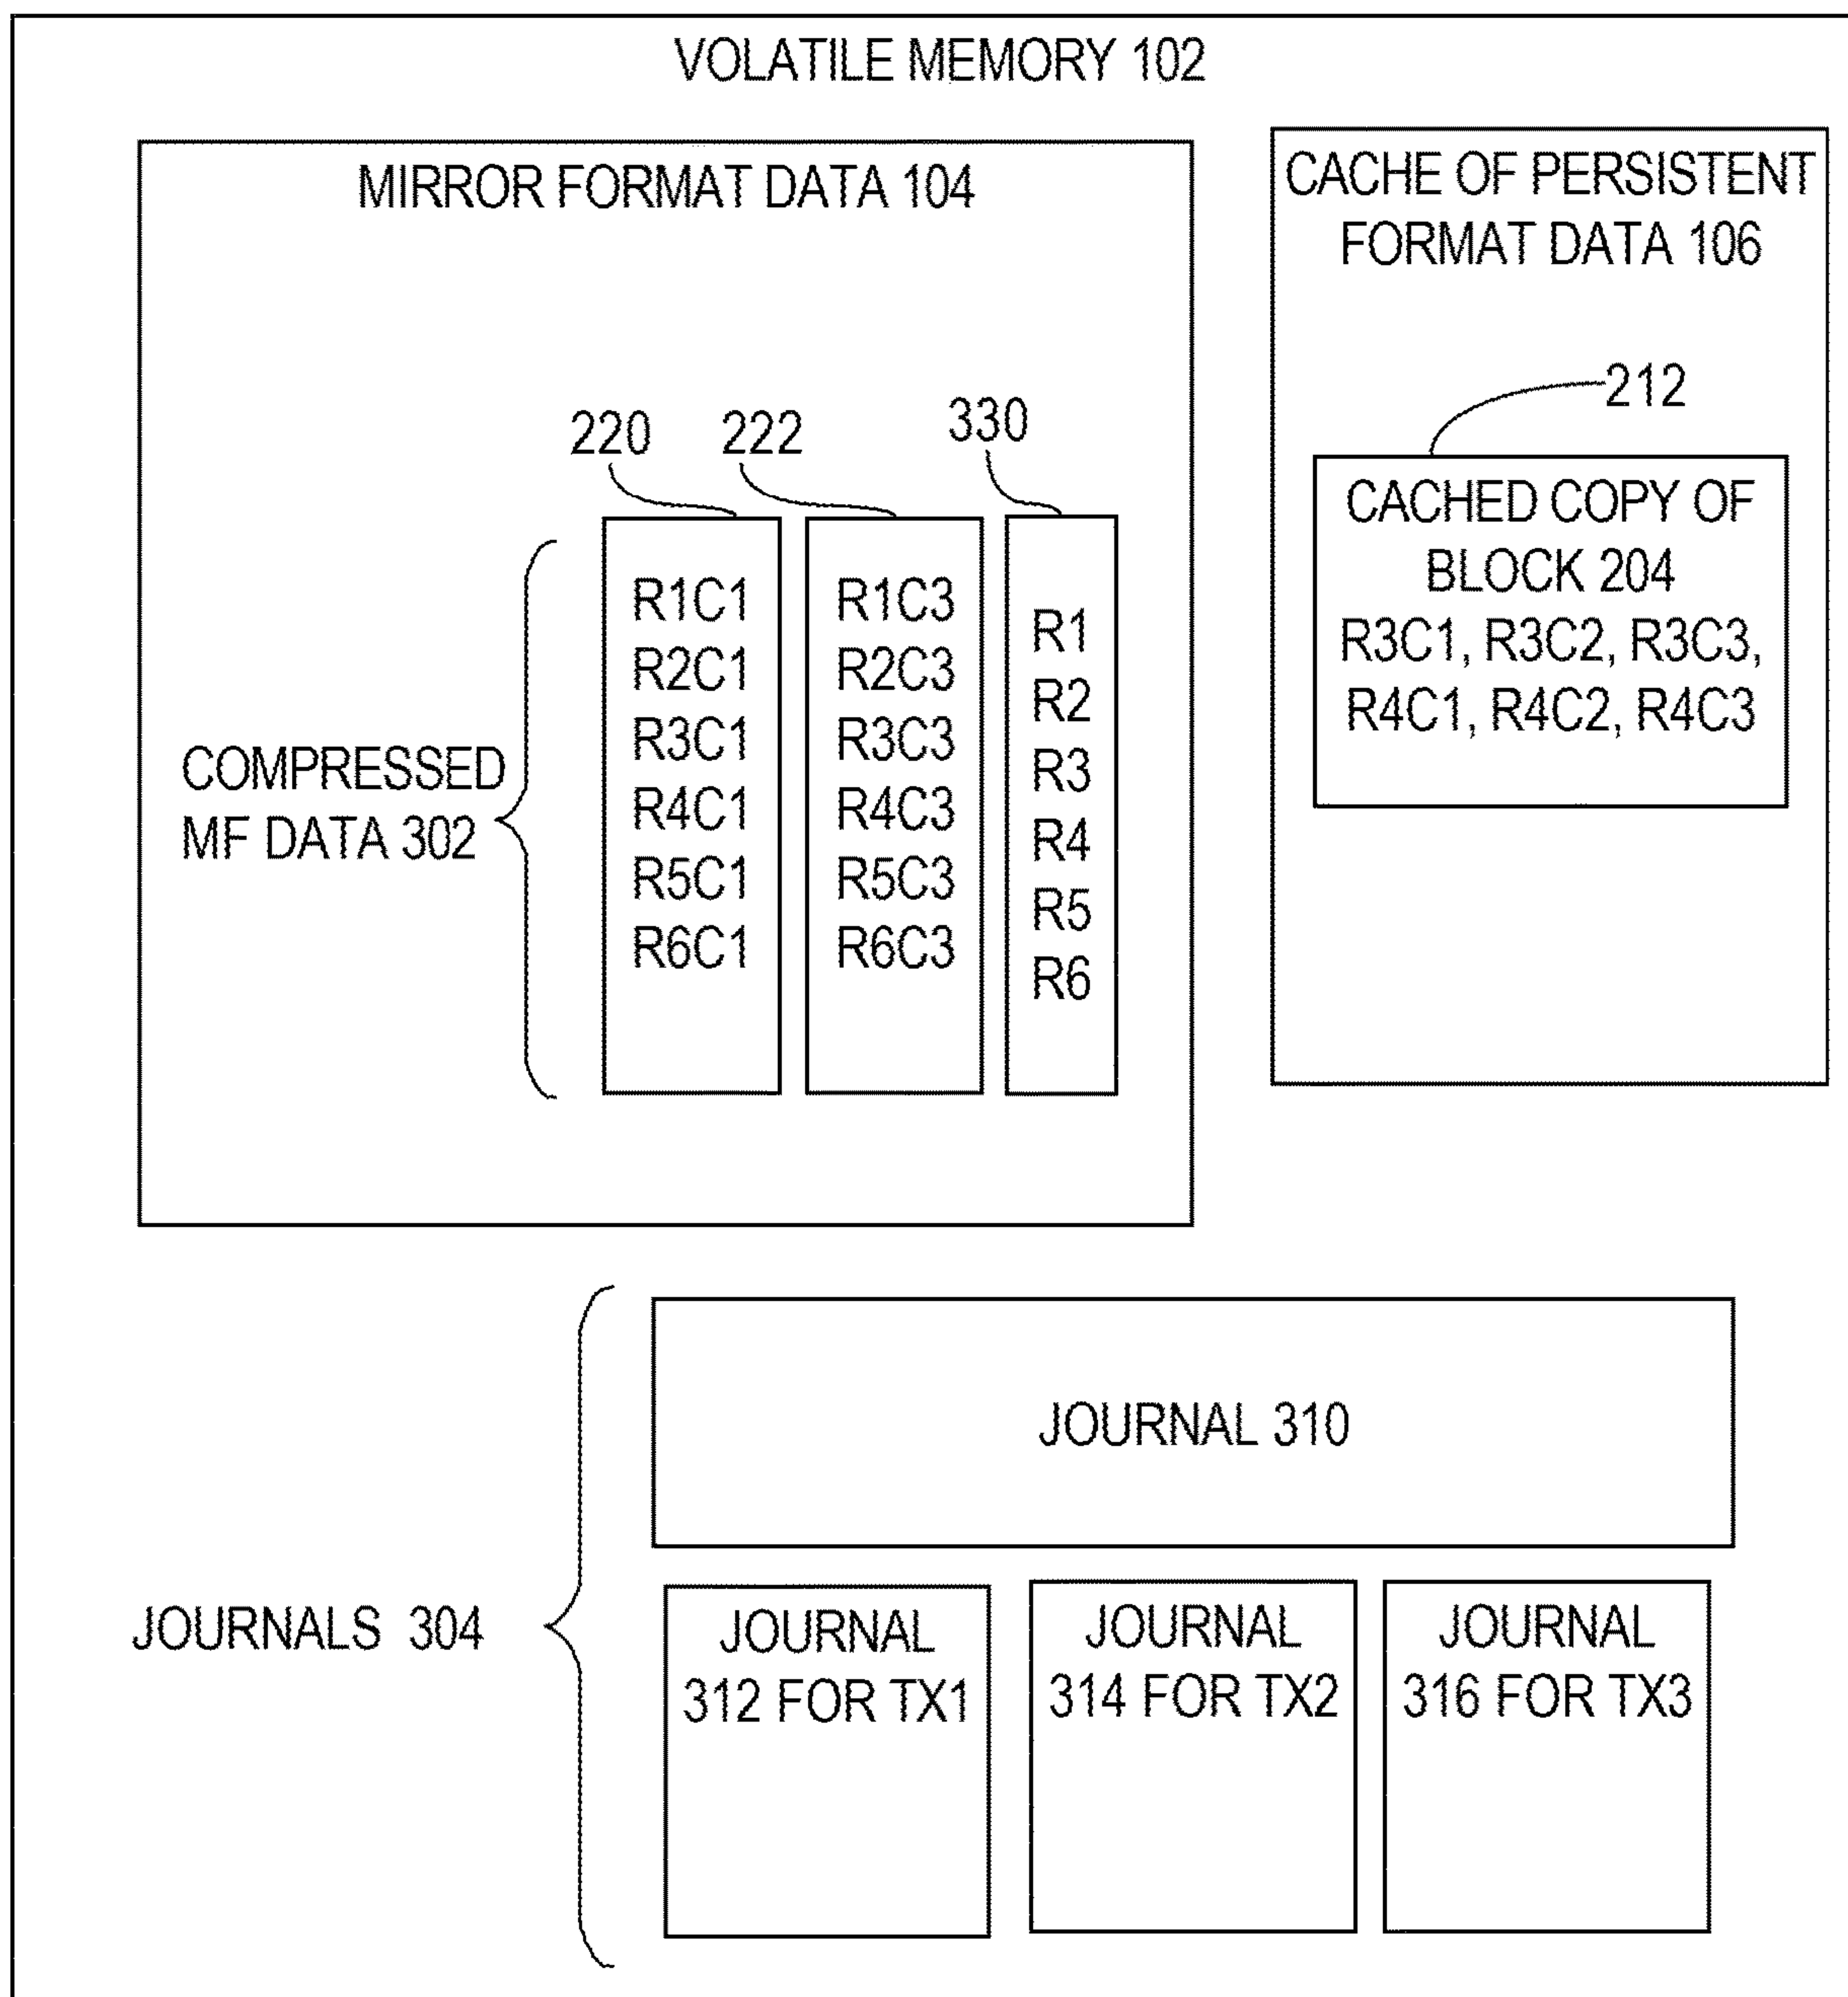 VOLATILE MEMORY 102
MIRROR FORMAT DATA 104
220
222
330
COMPRESSED
MF DATA 302
R1C1
R2C1
R3C1
R4C1
R5C1
R6C1
R1C3
R2C3
R3C3
R4C3
R5C3
R6C3
R1
R2
R3
R4
R5
R6
CACHE OF PERSISTENT
FORMAT DATA 106
212
CACHED COPY OF
BLOCK 204
R3C1, R3C2, R3C3,
R4C1, R4C2, R4C3
JOURNALS 304
JOURNAL 310
JOURNAL
312 FOR TX1
JOURNAL
314 FOR TX2
JOURNAL
316 FOR TX3